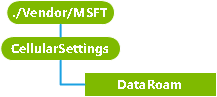 ./Vendor/MSFT
CellularSettings
DataRoam